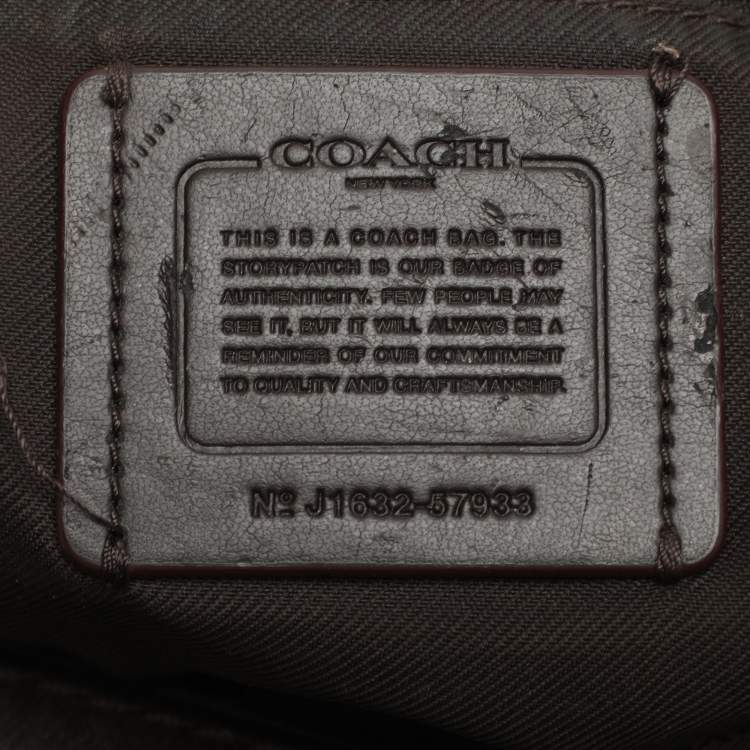 COACH
NEW YORK
THIS IS A COACH BAG. THE
STORYPATCH IS OUR BADGE OF
AUTHENTICITY. FEW PEOPLE MAY
SEE IT, BUT IT WILL ALWAYS BE A
REMINDER OF OUR COMMITMENT
TO QUALITY AND CRAFTSMANSHIP.
Nº J1632-57933